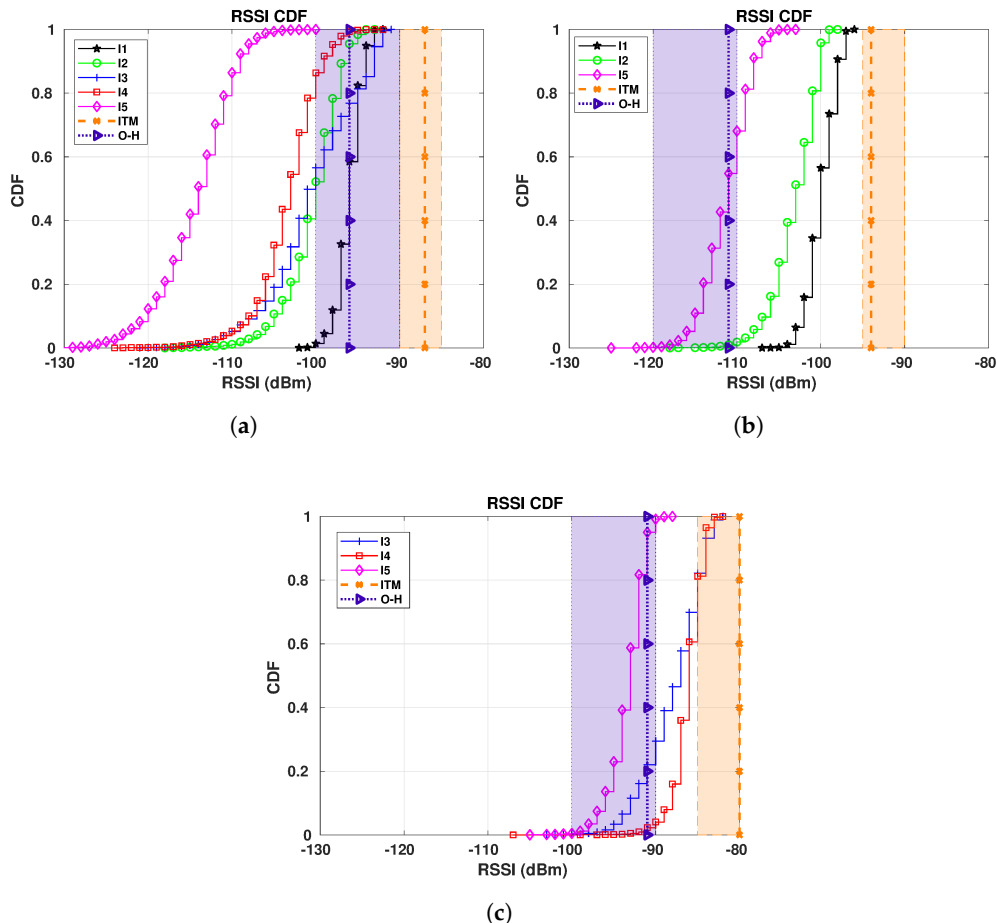 RSSI CDF
1
0.8
0.6
0.4
0.2
0
CDF
I1
I2
I3
I4
I5
ITM
O-H
-130 -120 -110 -100 -90 -80
RSSI (dBm)
(a)
RSSI CDF
1
0.8
0.6
0.4
0.2
0
CDF
I1
I2
I5
ITM
O-H
-130 -120 -110 -100 -90 -80
RSSI (dBm)
(b)
RSSI CDF
1
0.8
0.6
0.4
0.2
0
CDF
I3
I4
I5
ITM
O-H
-130 -120 -110 -100 -90 -80
RSSI (dBm)
(c)